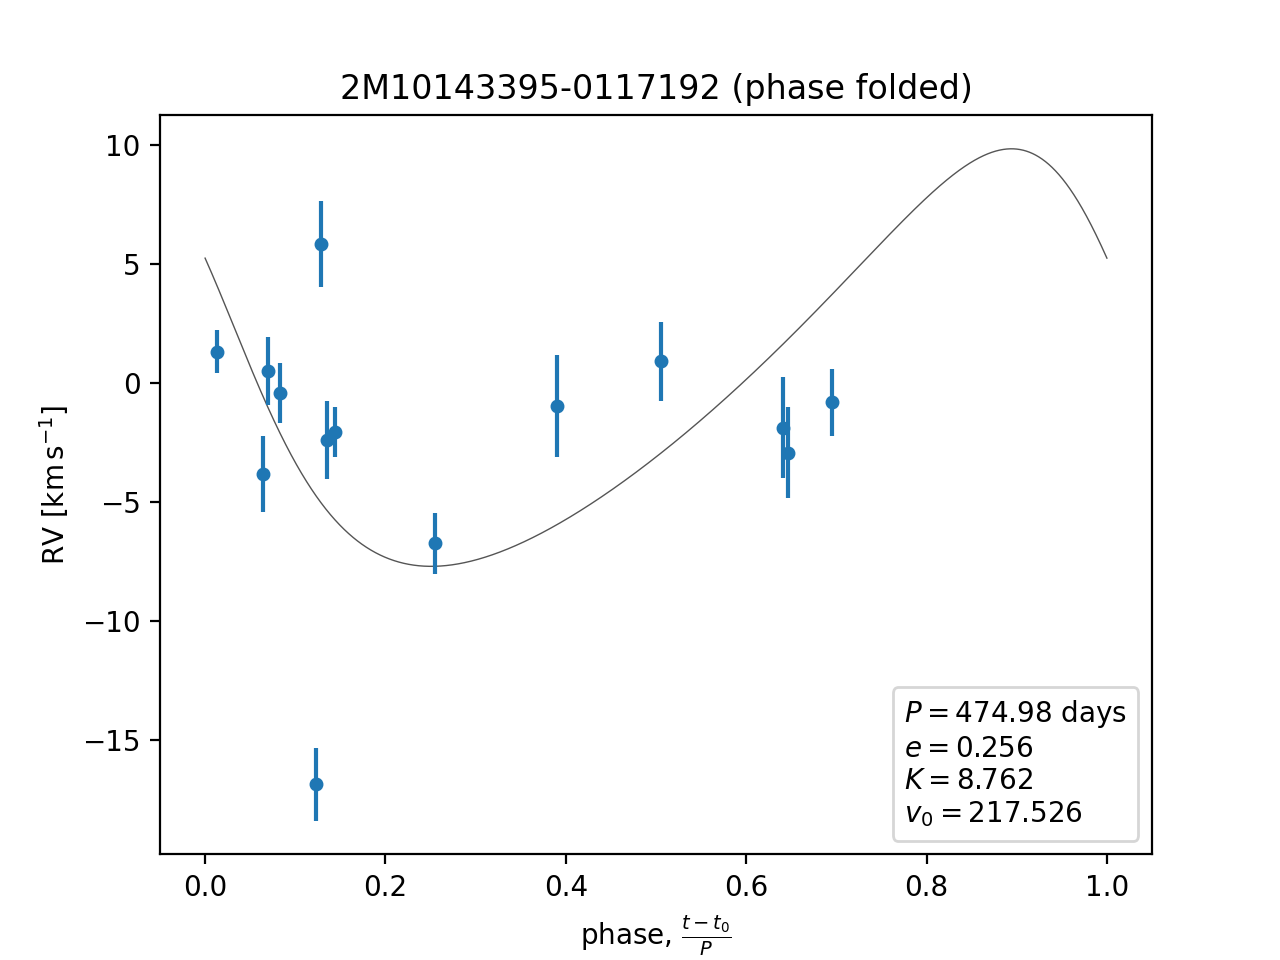 2M10143395-0117192 (phase folded)
10
5
0
−5
−10
−15
RV [km s⁻¹]
P = 474.98 days
e = 0.256
K = 8.762
v₀ = 217.526
0.0 0.2 0.4 0.6 0.8 1.0
phase, (t − t₀)/P